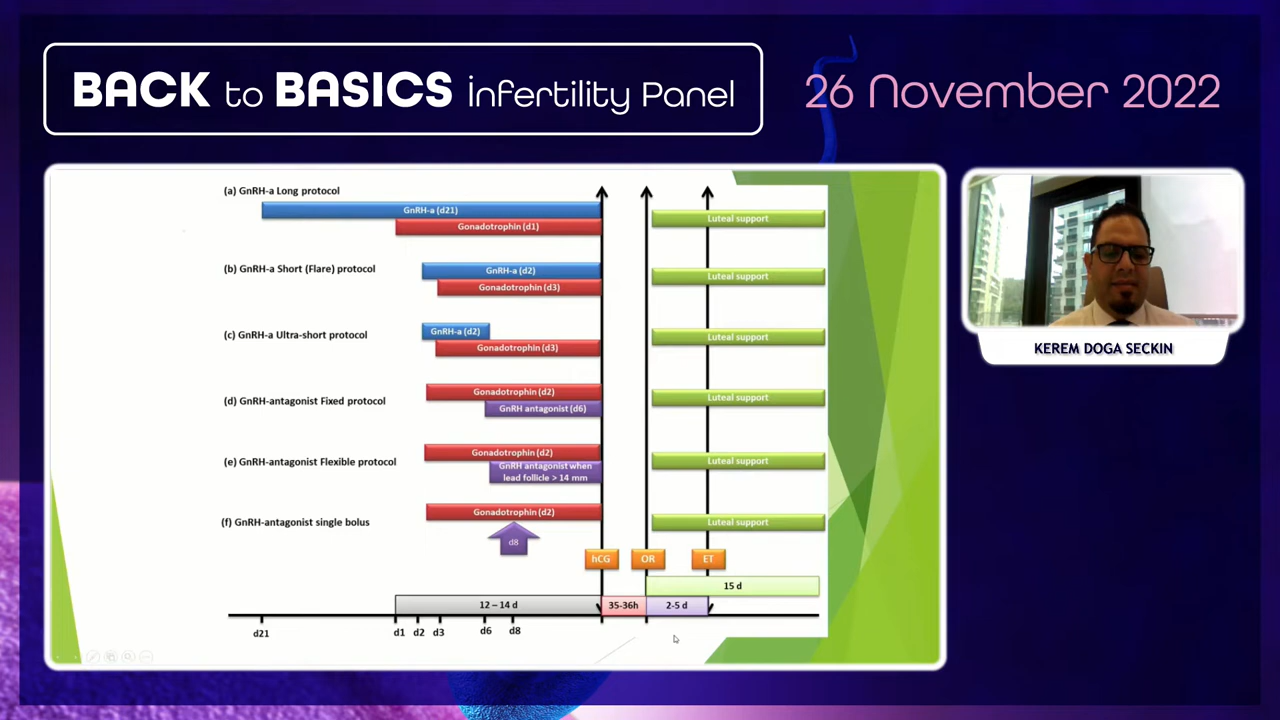 BACK to BASICS infertility Panel
26 November 2022
(a) GnRH-a Long protocol
GnRH-a (d21)
Gonadotrophin (d1)
Luteal support
(b) GnRH-a Short (Flare) protocol
GnRH-a (d2)
Gonadotrophin (d3)
Luteal support
(c) GnRH-a Ultra-short protocol
GnRH-a (d2)
Gonadotrophin (d3)
Luteal support
(d) GnRH-antagonist Fixed protocol
Gonadotrophin (d2)
GnRH antagonist (d6)
Luteal support
(e) GnRH-antagonist Flexible protocol
Gonadotrophin (d2)
GnRH antagonist when
lead follicle > 14 mm
Luteal support
(f) GnRH-antagonist single bolus
Gonadotrophin (d2)
d8
Luteal support
hCG OR ET
15 d
12 – 14 d 35-36h 2-5 d
d21 d1 d2 d3 d6 d8
KEREM DOGA SECKIN